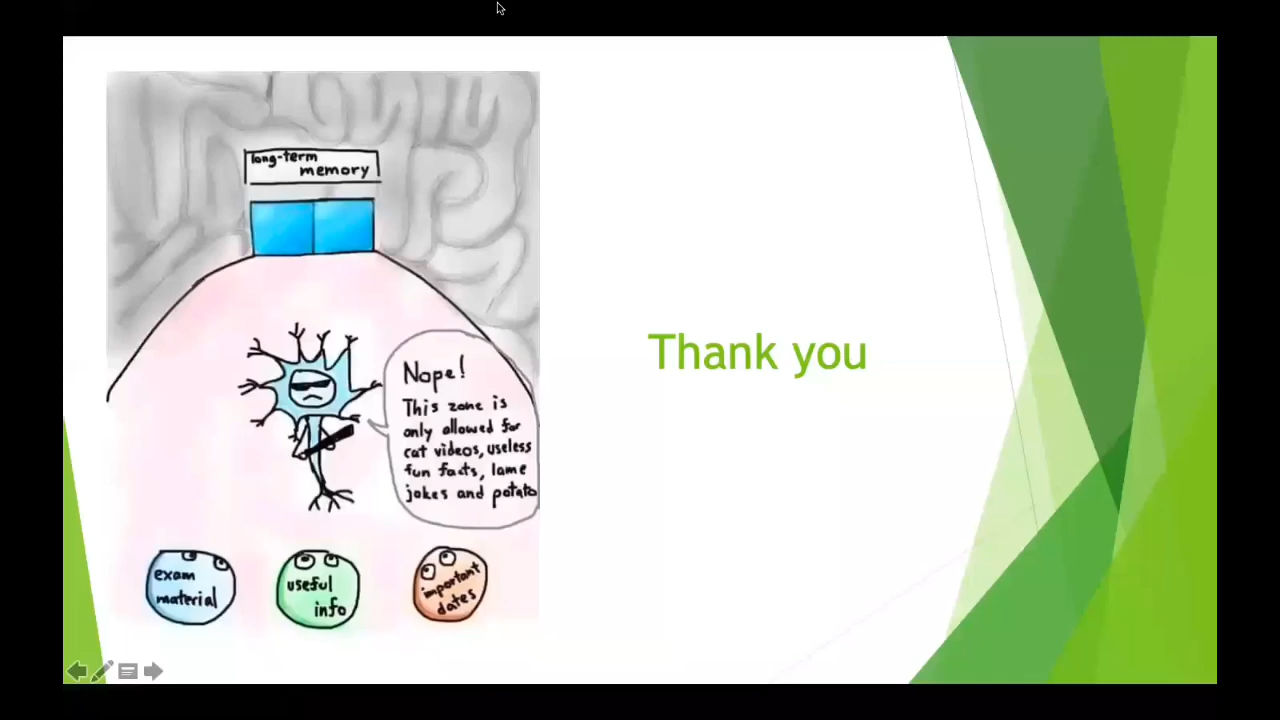 long-term
memory
Nope!
This zone is
only allowed for
cat videos, useless
fun facts, lame
jokes and potato
exam
material
useful
info
important
dates
Thank you